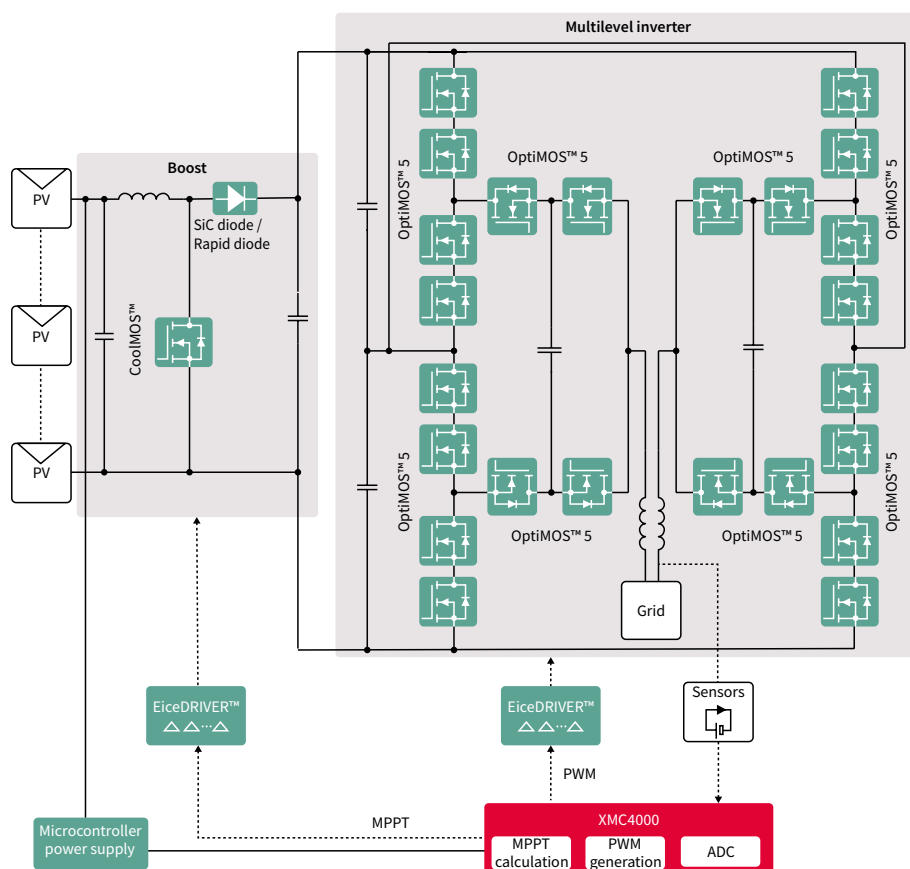 Multilevel inverter
Boost
PV
PV
PV
SiC diode /
Rapid diode
CoolMOS™
OptiMOS™ 5
OptiMOS™ 5
OptiMOS™ 5
OptiMOS™ 5
OptiMOS™ 5
OptiMOS™ 5
OptiMOS™ 5
OptiMOS™ 5
Grid
EiceDRIVER™
EiceDRIVER™
Sensors
PWM
MPPT
Microcontroller
power supply
XMC4000
MPPT
calculation
PWM
generation
ADC